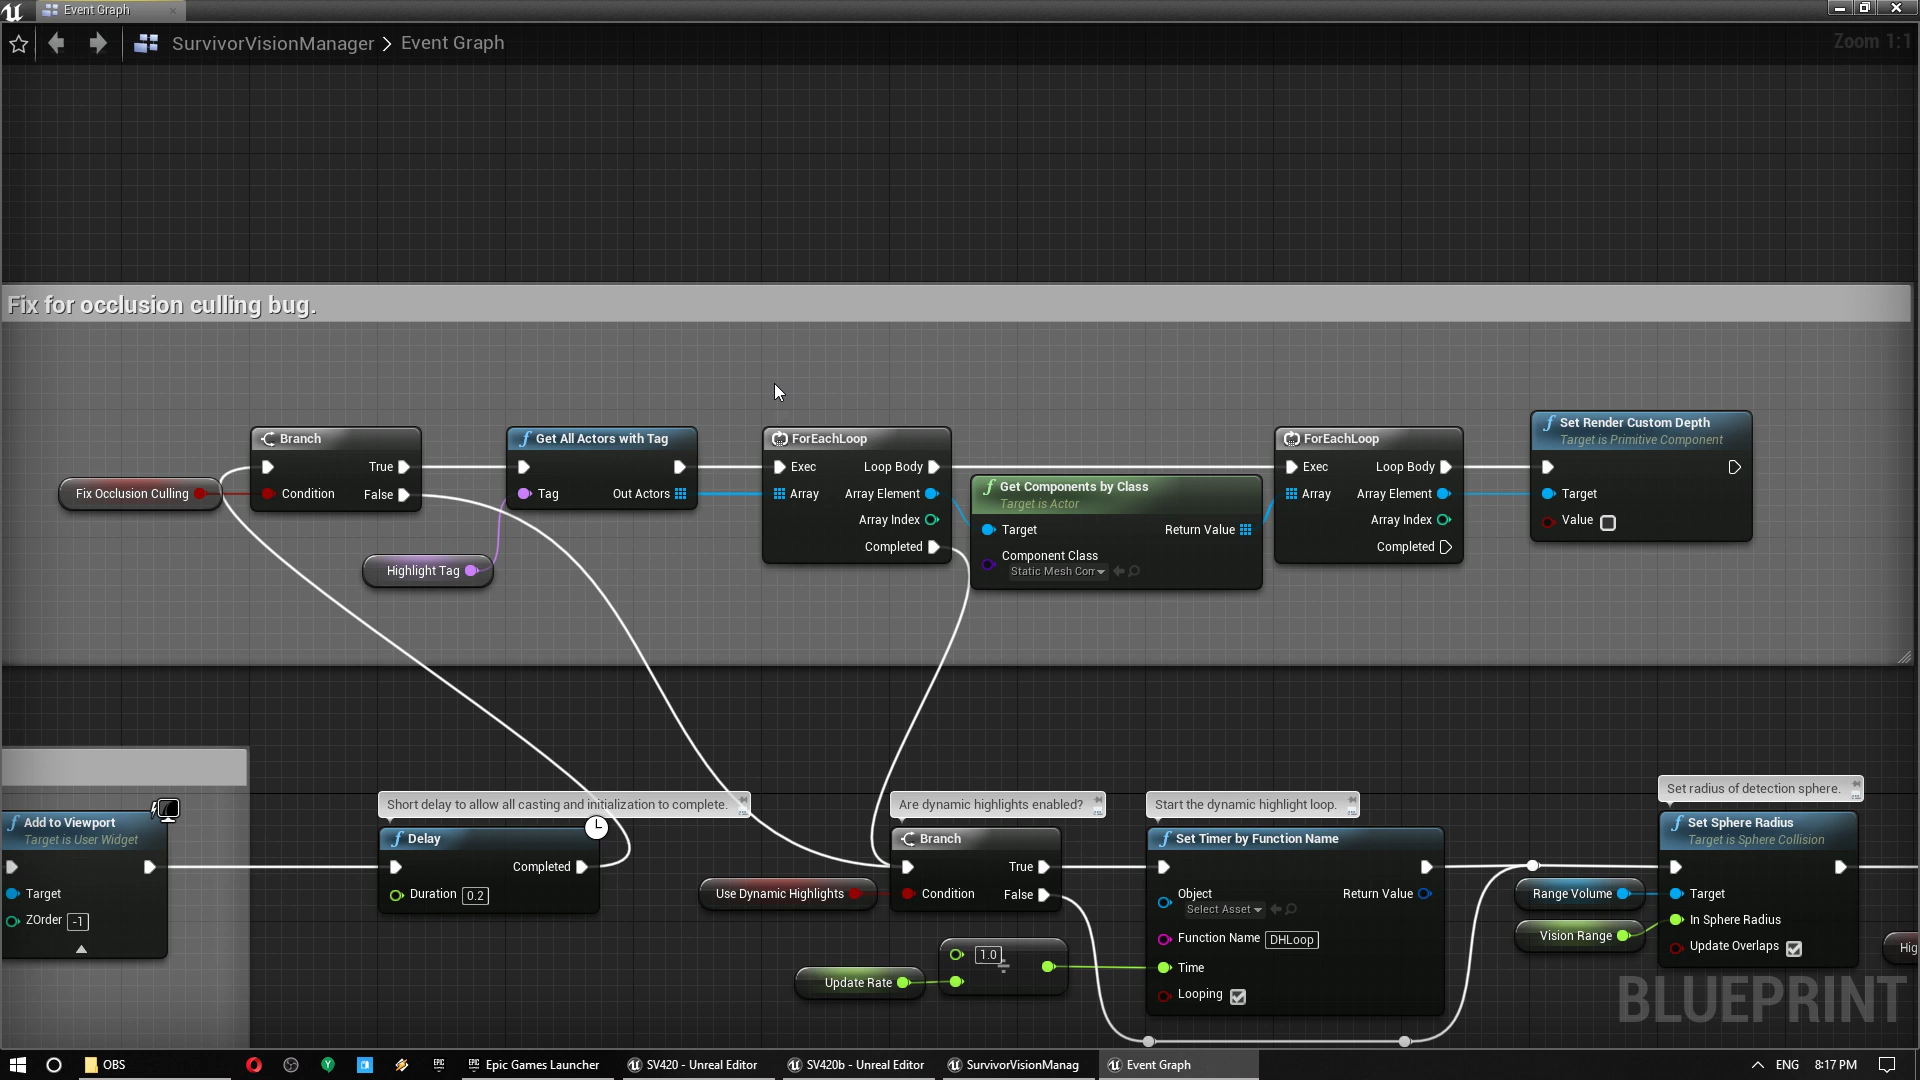 Event Graph
SurvivorVisionManager > Event Graph
Zoom 1:1
Fix for occlusion culling bug.
Fix Occlusion Culling
Branch
True
Condition
False
Highlight Tag
Get All Actors with Tag
Tag
Out Actors
ForEachLoop
Exec
Loop Body
Array
Array Element
Array Index
Completed
Get Components by Class
Target is Actor
Target
Return Value
Component Class
Static Mesh Com
ForEachLoop
Exec
Loop Body
Array
Array Element
Array Index
Completed
Set Render Custom Depth
Target is Primitive Component
Target
Value
Add to Viewport
Target is User Widget
Target
ZOrder -1
Short delay to allow all casting and initialization to complete.
Delay
Completed
Duration 0.2
Are dynamic highlights enabled?
Branch
True
Use Dynamic Highlights
Condition
False
Update Rate
1.0
÷
Start the dynamic highlight loop.
Set Timer by Function Name
Object
Return Value
Select Asset
Function Name DHLoop
Time
Looping
Range Volume
Vision Range
Set radius of detection sphere.
Set Sphere Radius
Target is Sphere Collision
Target
In Sphere Radius
Update Overlaps
Hig
BLUEPRINT
OBS
EPIC
EPIC
Epic Games Launcher
SV420 - Unreal Editor
SV420b - Unreal Editor
SurvivorVisionManag
Event Graph
ENG
8:17 PM